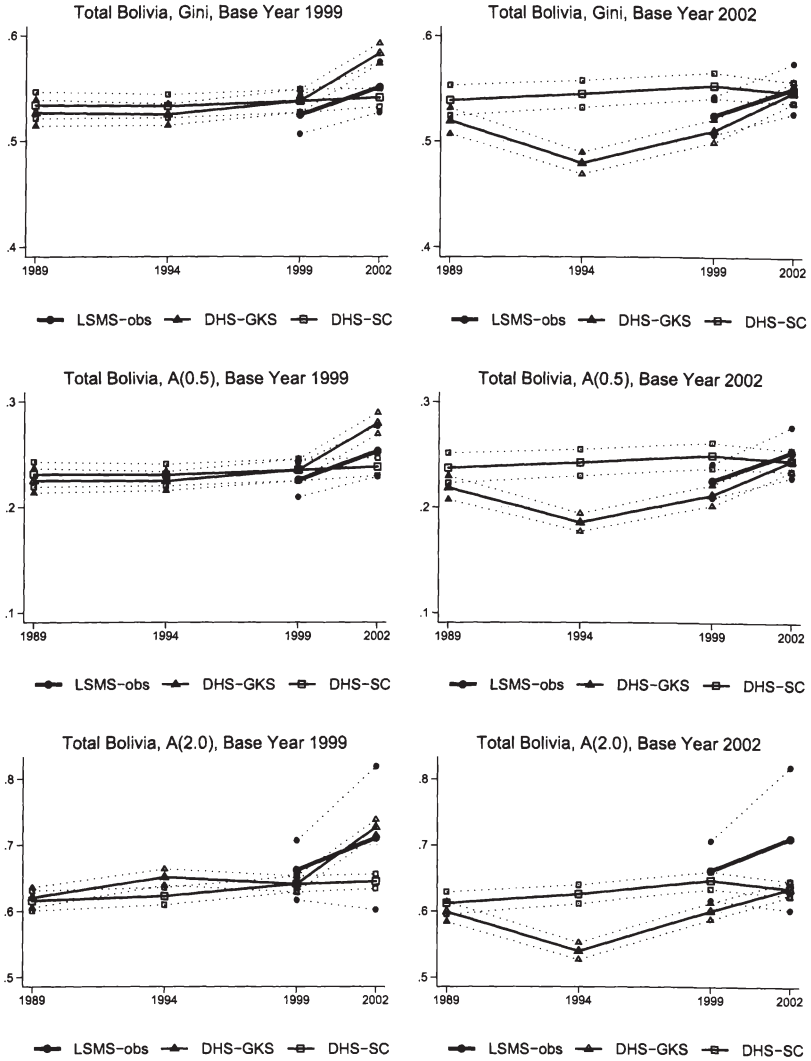 Total Bolivia, Gini, Base Year 1999
.6
.5
.4
1989 1994 1999 2002
LSMS-obs DHS-GKS DHS-SC
Total Bolivia, Gini, Base Year 2002
.6
.5
.4
1989 1994 1999 2002
LSMS-obs DHS-GKS DHS-SC
Total Bolivia, A(0.5), Base Year 1999
.3
.2
.1
1989 1994 1999 2002
LSMS-obs DHS-GKS DHS-SC
Total Bolivia, A(0.5), Base Year 2002
.3
.2
.1
1989 1994 1999 2002
LSMS-obs DHS-GKS DHS-SC
Total Bolivia, A(2.0), Base Year 1999
.8
.7
.6
.5
1989 1994 1999 2002
LSMS-obs DHS-GKS DHS-SC
Total Bolivia, A(2.0), Base Year 2002
.8
.7
.6
.5
1989 1994 1999 2002
LSMS-obs DHS-GKS DHS-SC